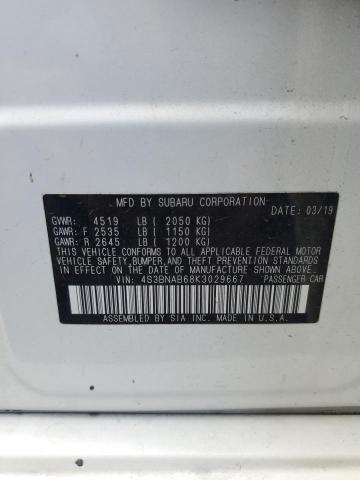 MFD BY SUBARU CORPORATION
DATE: 03/19
GVWR: 4519 LB ( 2050 KG)
GAWR: F 2535 LB ( 1150 KG)
GAWR: R 2645 LB ( 1200 KG)
THIS VEHICLE CONFORMS TO ALL APPLICABLE FEDERAL MOTOR
VEHICLE SAFETY, BUMPER, AND THEFT PREVENTION STANDARDS
IN EFFECT ON THE DATE OF MANUFACTURE SHOWN ABOVE.
VIN: 4S3BNAB68K3029667 PASSENGER CAR
ASSEMBLED BY SIA INC. MADE IN U.S.A.